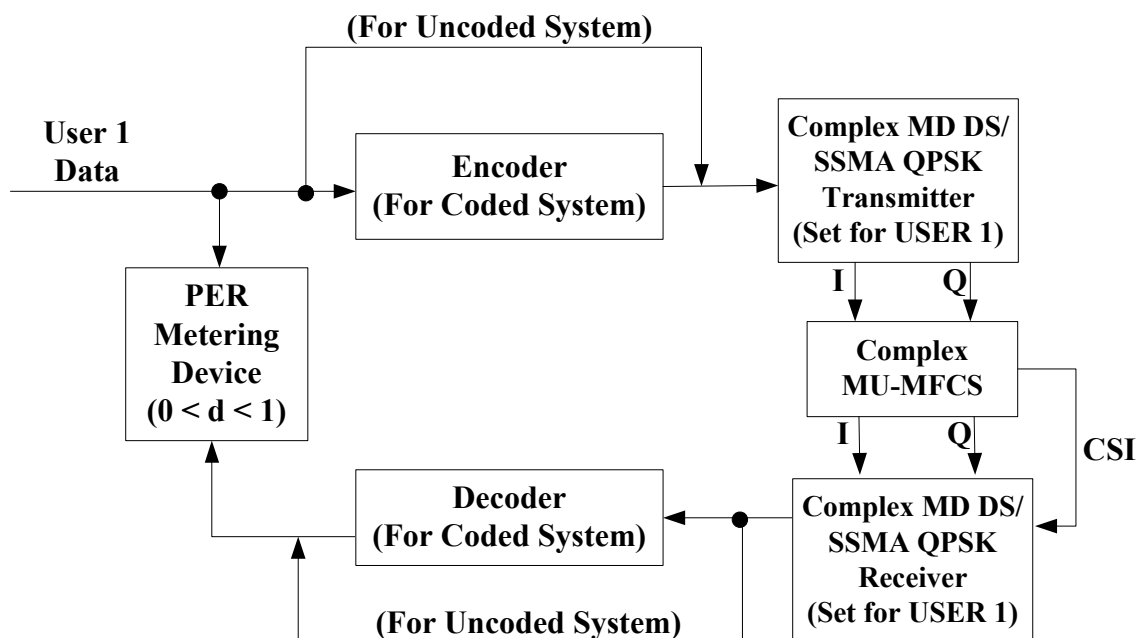 (For Uncoded System)
User 1
Data
Encoder
(For Coded System)
Complex MD DS/
SSMA QPSK
Transmitter
(Set for USER 1)
I
Q
PER
Metering
Device
(0 < d < 1)
Complex
MU-MFCS
I
Q
CSI
Decoder
(For Coded System)
Complex MD DS/
SSMA QPSK
Receiver
(Set for USER 1)
(For Uncoded System)